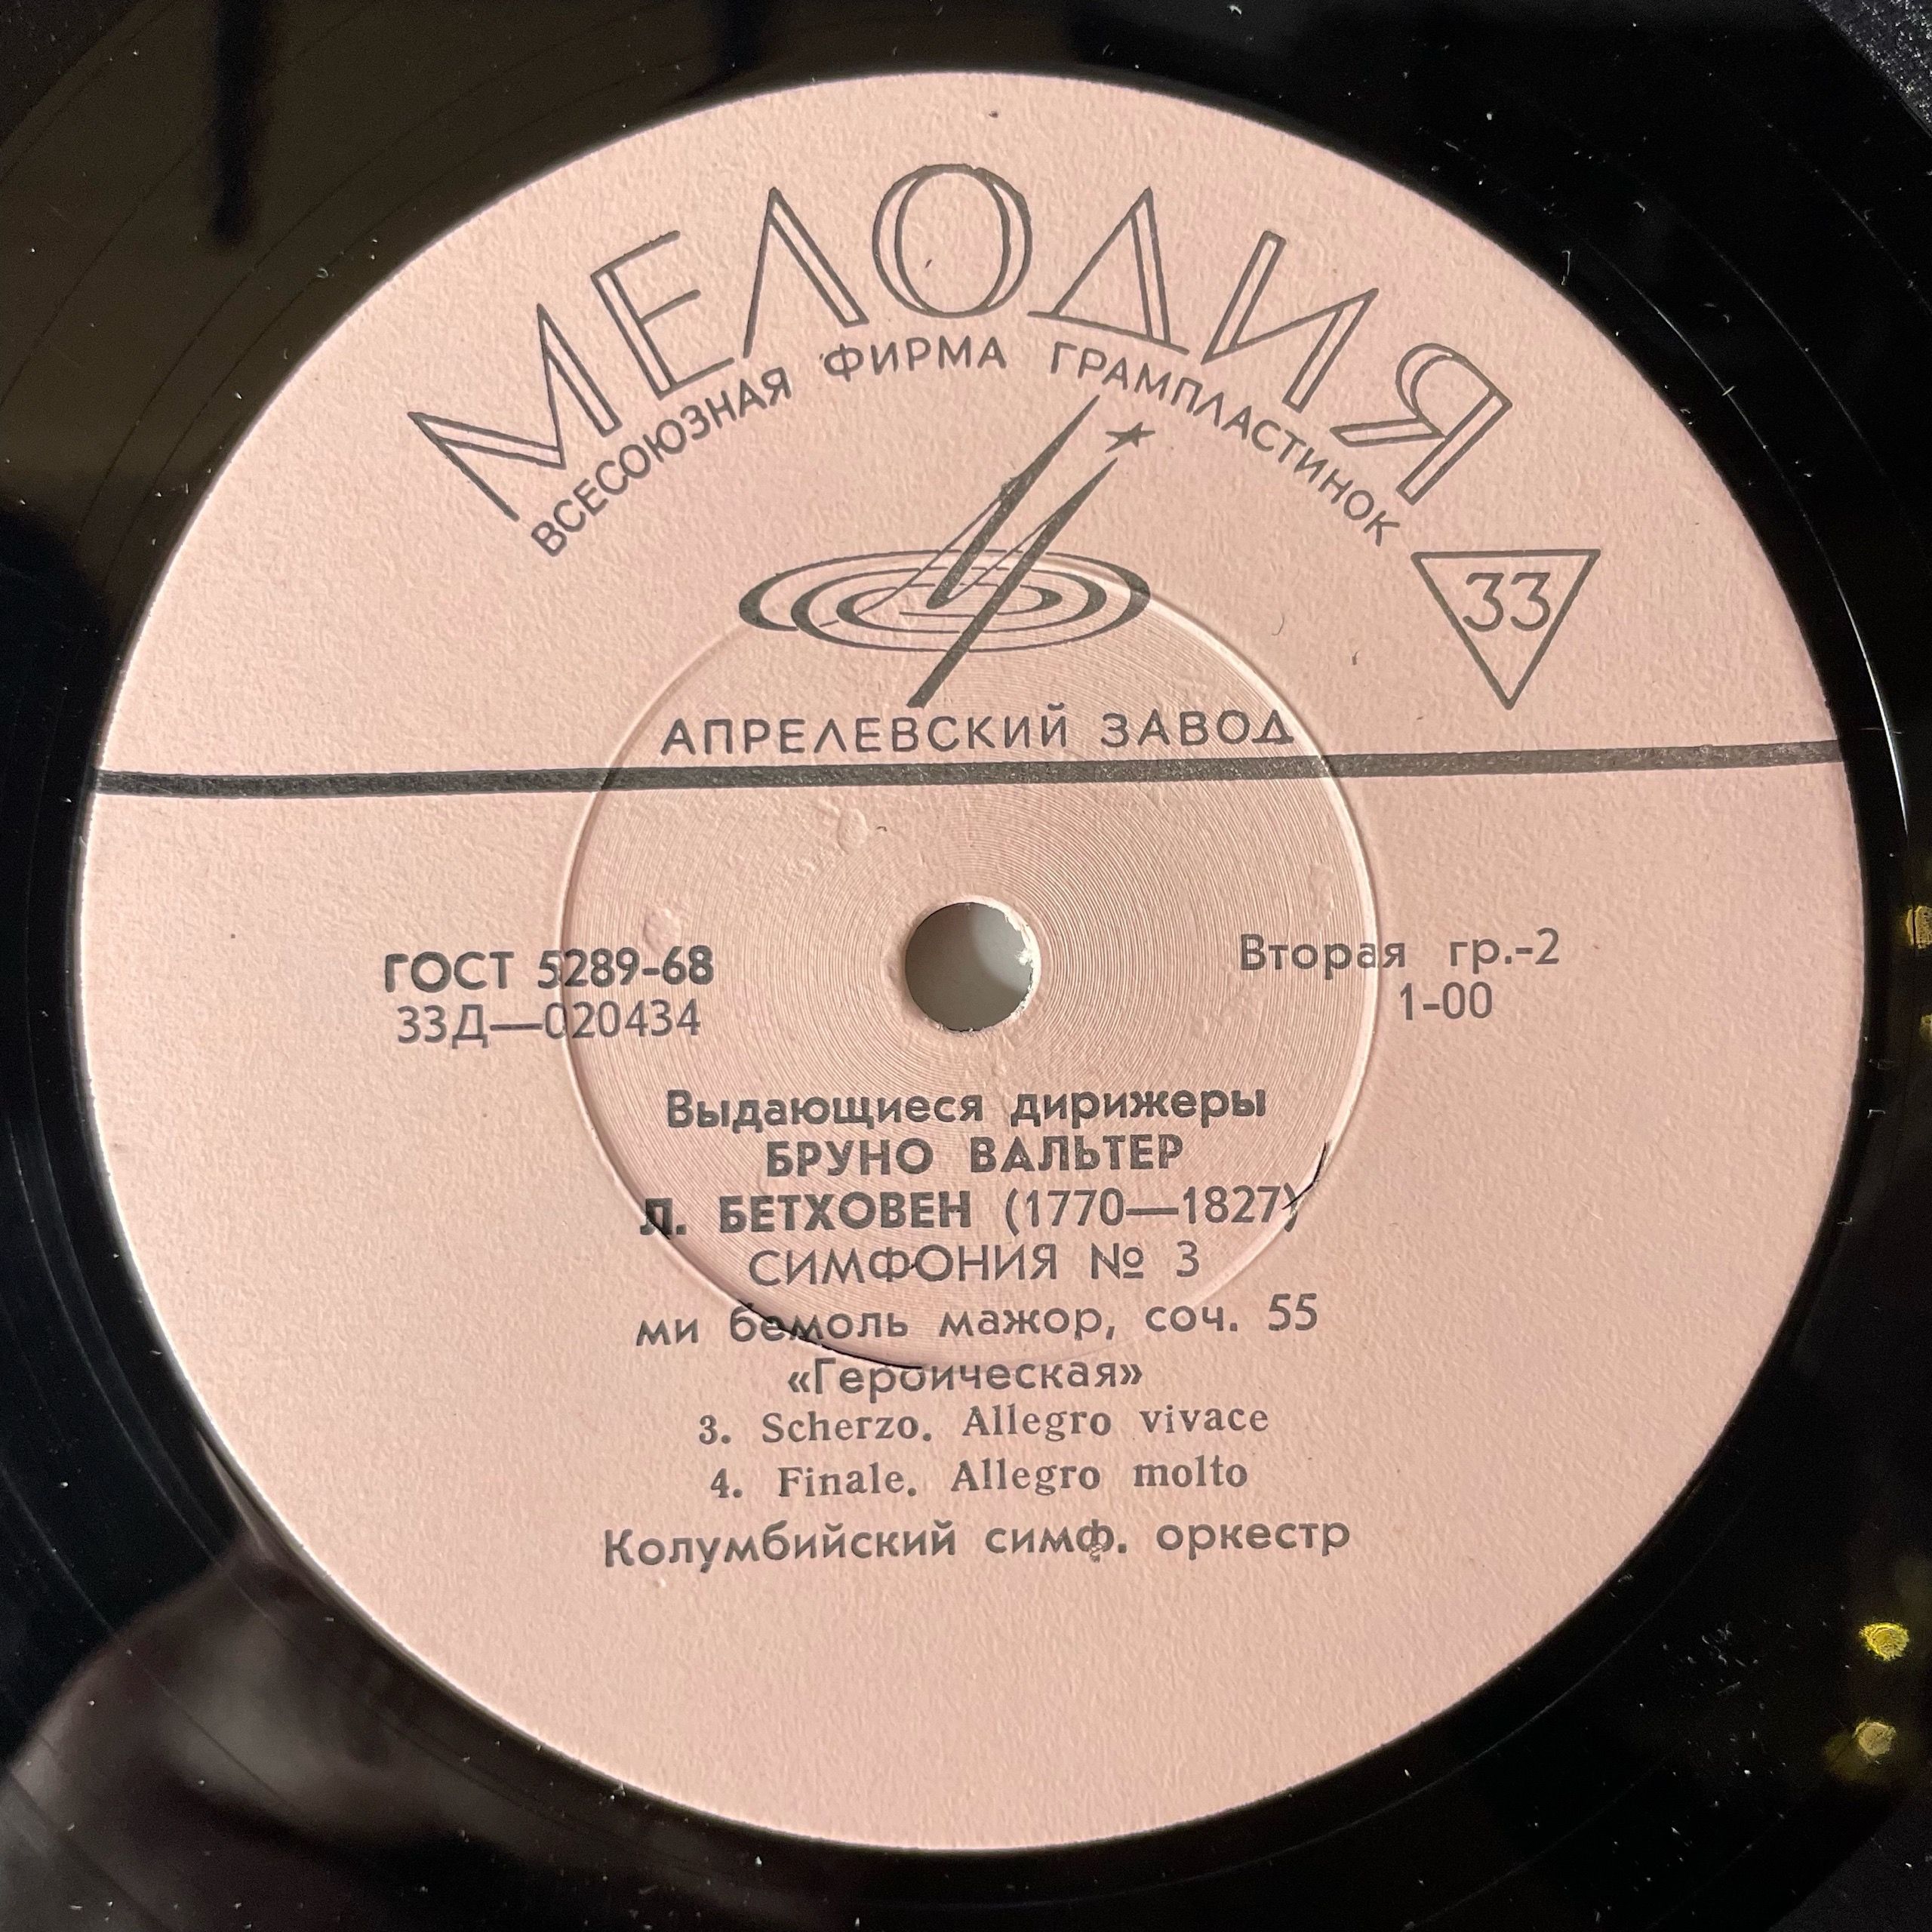 МЕЛОДИЯ
ВСЕСОЮЗНАЯ ФИРМА ГРАМПЛАСТИНОК
33
АПРЕЛЕВСКИЙ ЗАВОД
ГОСТ 5289-68
33Д—020434
Вторая гр.-2
1-00
Выдающиеся дирижеры
БРУНО ВАЛЬТЕР
Л. БЕТХОВЕН (1770—1827)
СИМФОНИЯ № 3
ми бемоль мажор, соч. 55
«Героическая»
3. Scherzo. Allegro vivace
4. Finale. Allegro molto
Колумбийский симф. оркестр